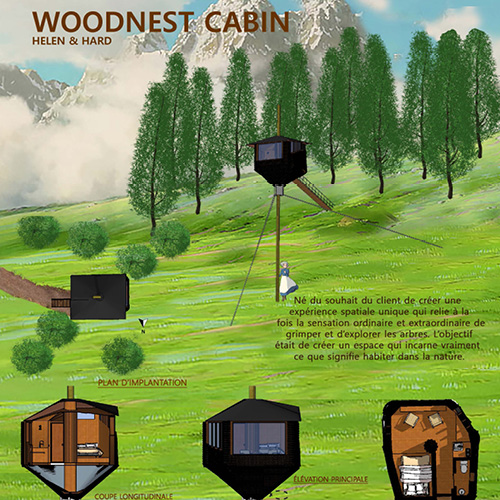 WOODNEST CABIN
HELEN & HARD
Né du souhait du client de créer une
expérience spatiale unique qui relie à la
fois la sensation ordinaire et extraordinaire de
grimper et d'explorer les arbres. L'objectif
était de créer un espace qui incarne vraiment
ce que signifie habiter dans la nature.
PLAN D'IMPLANTATION
ÉLÉVATION PRINCIPALE
COUPE LONGITUDINALE